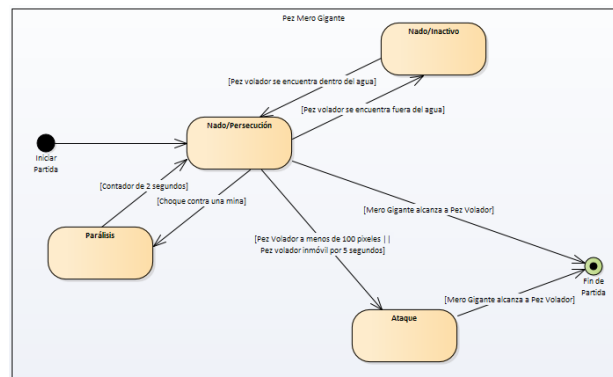 Pez Mero Gigante
Nado/Inactivo
[Pez volador se encuentra dentro del agua]
[Pez volador se encuentra fuera del agua]
Nado/Persecución
Iniciar
Partida
[Contador de 2 segundos]
[Choque contra una mina]
[Mero Gigante alcanza a Pez Volador]
Parálisis
[Pez Volador a menos de 100 pixeles ||
Pez volador inmóvil por 5 segundos]
Fin de
Partida
[Mero Gigante alcanza a Pez Volador]
Ataque